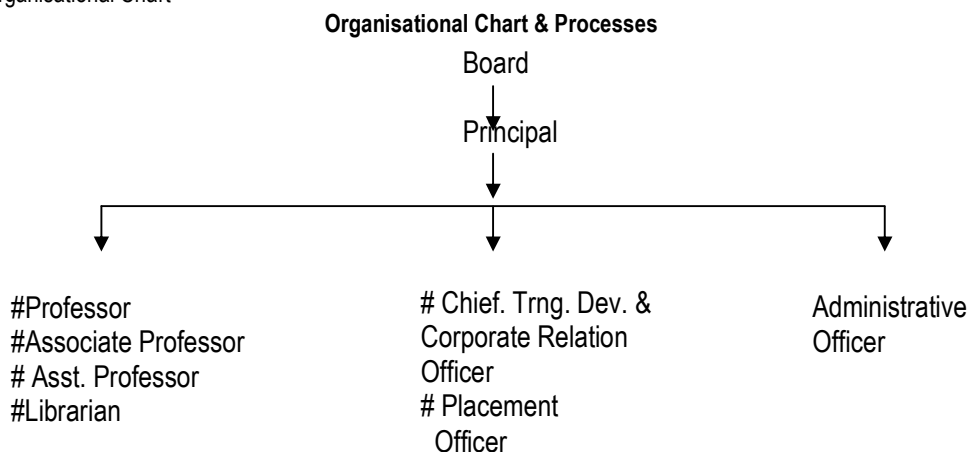 Organisational Chart
Organisational Chart & Processes
Board
Principal
#Professor
#Associate Professor
# Asst. Professor
#Librarian
# Chief. Trng. Dev. &
Corporate Relation
Officer
# Placement
Officer
Administrative
Officer